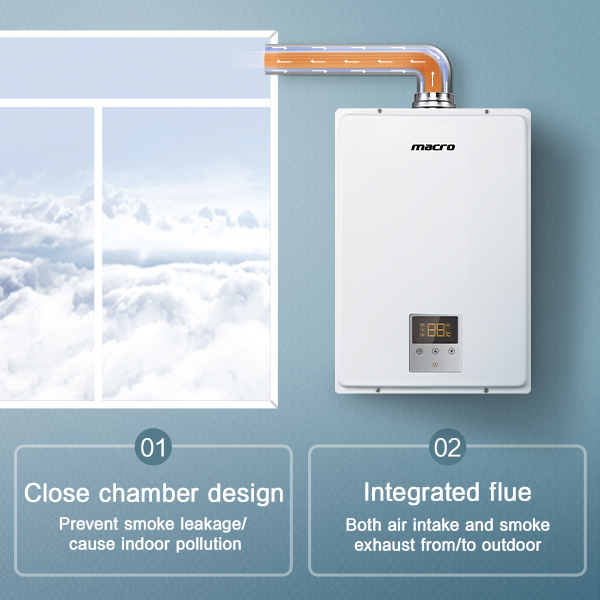 macro
88
01
Close chamber design
Prevent smoke leakage/
cause indoor pollution
02
Integrated flue
Both air intake and smoke
exhaust from/to outdoor